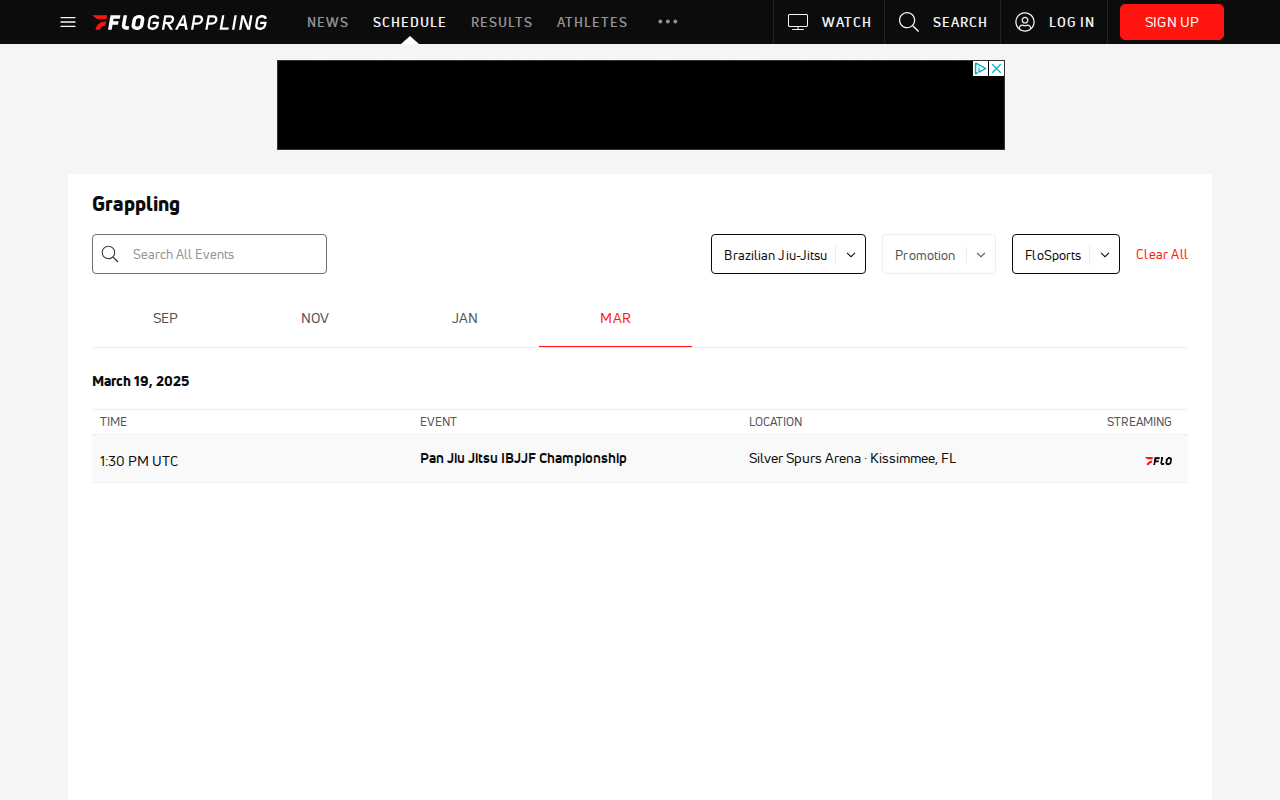 FLOGRAPPLING NEWS SCHEDULE RESULTS ATHLETES WATCH SEARCH LOG IN SIGN UP
Grappling
Search All Events Brazilian Jiu-Jitsu Promotion FloSports Clear All
SEP NOV JAN MAR
March 19, 2025
TIME EVENT LOCATION STREAMING
1:30 PM UTC Pan Jiu Jitsu IBJJF Championship Silver Spurs Arena · Kissimmee, FL FLO